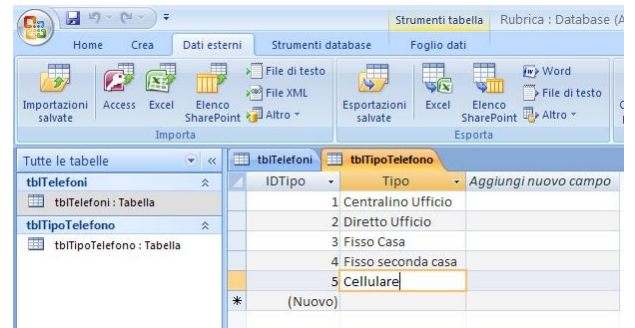 Strumenti tabella Rubrica : Database (A
Home Crea Dati esterni Strumenti database Foglio dati
Importazioni salvate
Access
Excel
Elenco SharePoint
File di testo
File XML
Altro
Importa
Esportazioni salvate
Excel
Elenco SharePoint
Word
File di testo
Altro
Esporta
Tutte le tabelle
tblTelefoni
tblTelefoni : Tabella
tblTipoTelefono
tblTipoTelefono : Tabella
tblTelefoni tblTipoTelefono
IDTipo Tipo Aggiungi nuovo campo
1 Centralino Ufficio
2 Diretto Ufficio
3 Fisso Casa
4 Fisso seconda casa
5 Cellulare
* (Nuovo)